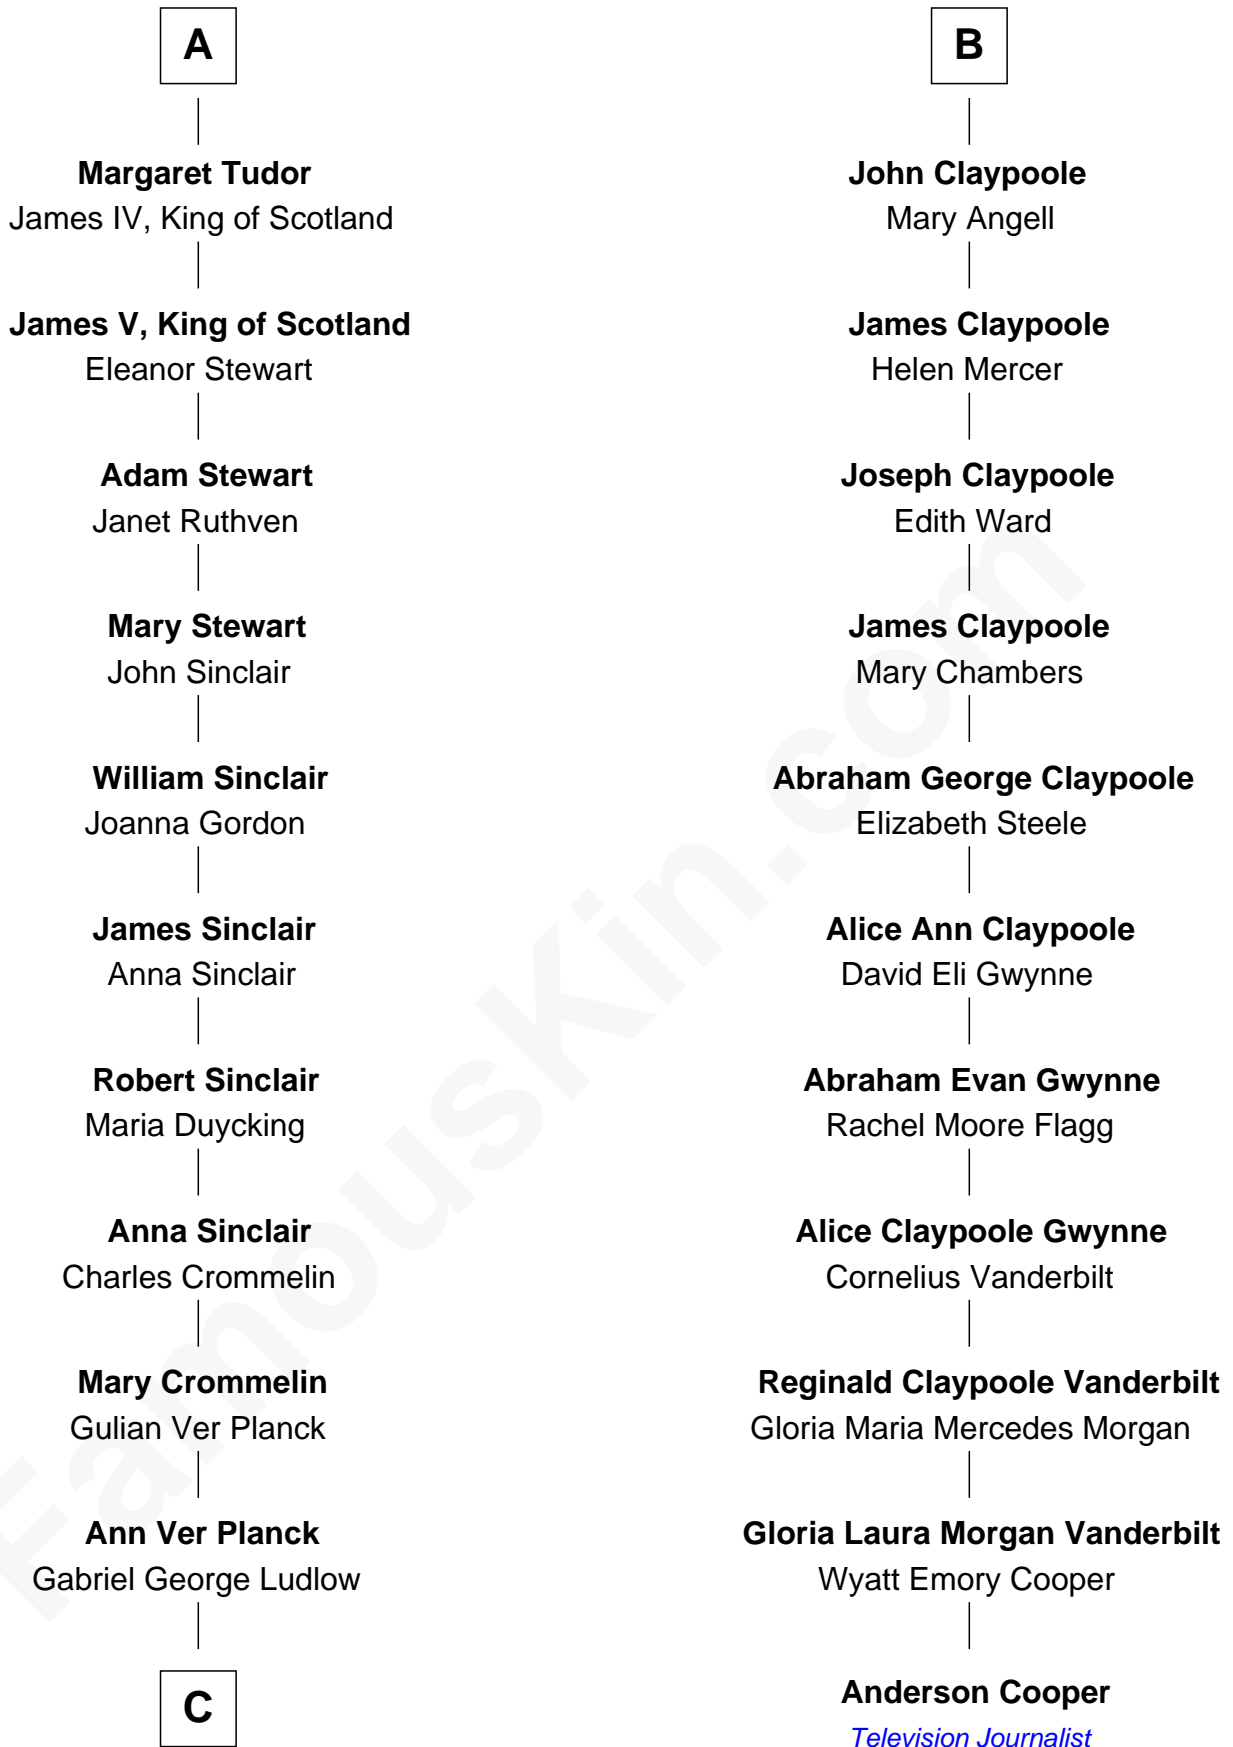 A
Margaret Tudor
James IV, King of Scotland
James V, King of Scotland
Eleanor Stewart
Adam Stewart
Janet Ruthven
Mary Stewart
John Sinclair
William Sinclair
Joanna Gordon
James Sinclair
Anna Sinclair
Robert Sinclair
Maria Duycking
Anna Sinclair
Charles Crommelin
Mary Crommelin
Gulian Ver Planck
Ann Ver Planck
Gabriel George Ludlow
C
B
John Claypoole
Mary Angell
James Claypoole
Helen Mercer
Joseph Claypoole
Edith Ward
James Claypoole
Mary Chambers
Abraham George Claypoole
Elizabeth Steele
Alice Ann Claypoole
David Eli Gwynne
Abraham Evan Gwynne
Rachel Moore Flagg
Alice Claypoole Gwynne
Cornelius Vanderbilt
Reginald Claypoole Vanderbilt
Gloria Maria Mercedes Morgan
Gloria Laura Morgan Vanderbilt
Wyatt Emory Cooper
Anderson Cooper
Television Journalist
FamousKin.com